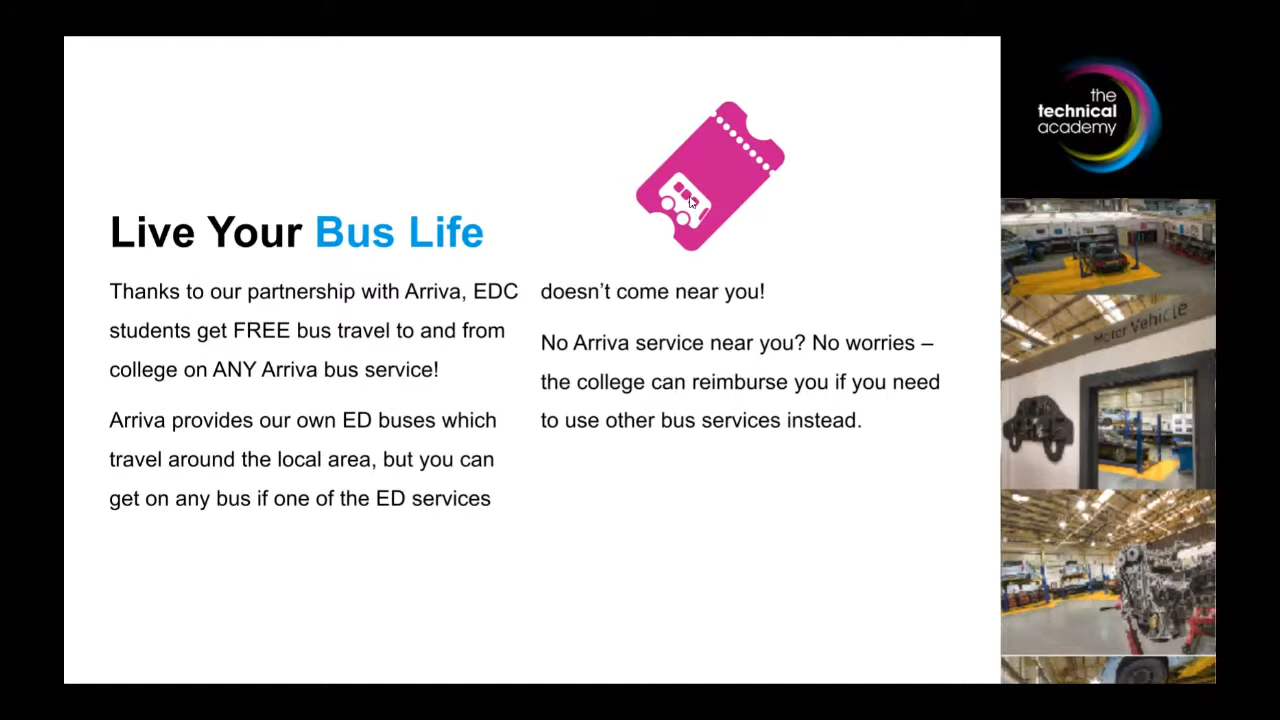 Live Your Bus Life
Thanks to our partnership with Arriva, EDC
students get FREE bus travel to and from
college on ANY Arriva bus service!
Arriva provides our own ED buses which
travel around the local area, but you can
get on any bus if one of the ED services
doesn’t come near you!
No Arriva service near you? No worries –
the college can reimburse you if you need
to use other bus services instead.
the
technical
academy
Motor Vehicle